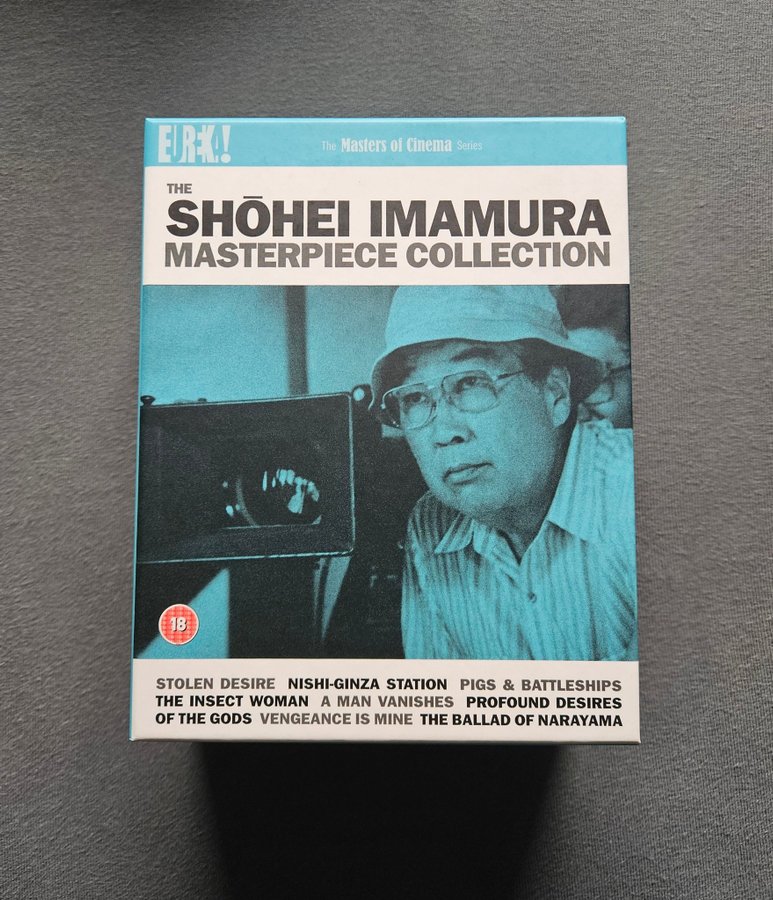 EUREKA!
The Masters of Cinema Series
THE
SHŌHEI IMAMURA
MASTERPIECE COLLECTION
18
STOLEN DESIRE NISHI-GINZA STATION PIGS & BATTLESHIPS
THE INSECT WOMAN A MAN VANISHES PROFOUND DESIRES
OF THE GODS VENGEANCE IS MINE THE BALLAD OF NARAYAMA